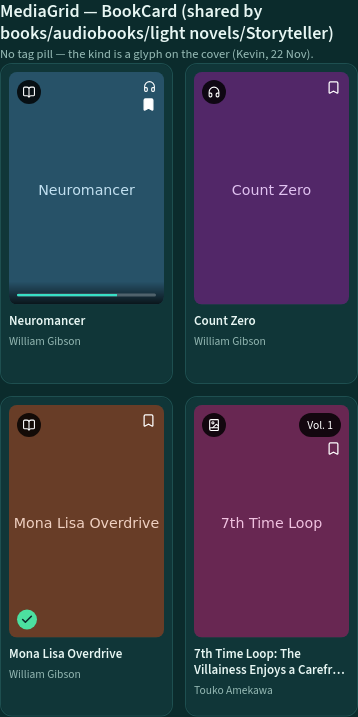 MediaGrid — BookCard (shared by
books/audiobooks/light novels/Storyteller)
No tag pill — the kind is a glyph on the cover (Kevin, 22 Nov).
Neuromancer
Count Zero
Neuromancer
William Gibson
Count Zero
William Gibson
Vol. 1
Mona Lisa Overdrive
7th Time Loop
Mona Lisa Overdrive
William Gibson
7th Time Loop: The
Villainess Enjoys a Carefr…
Touko Amekawa